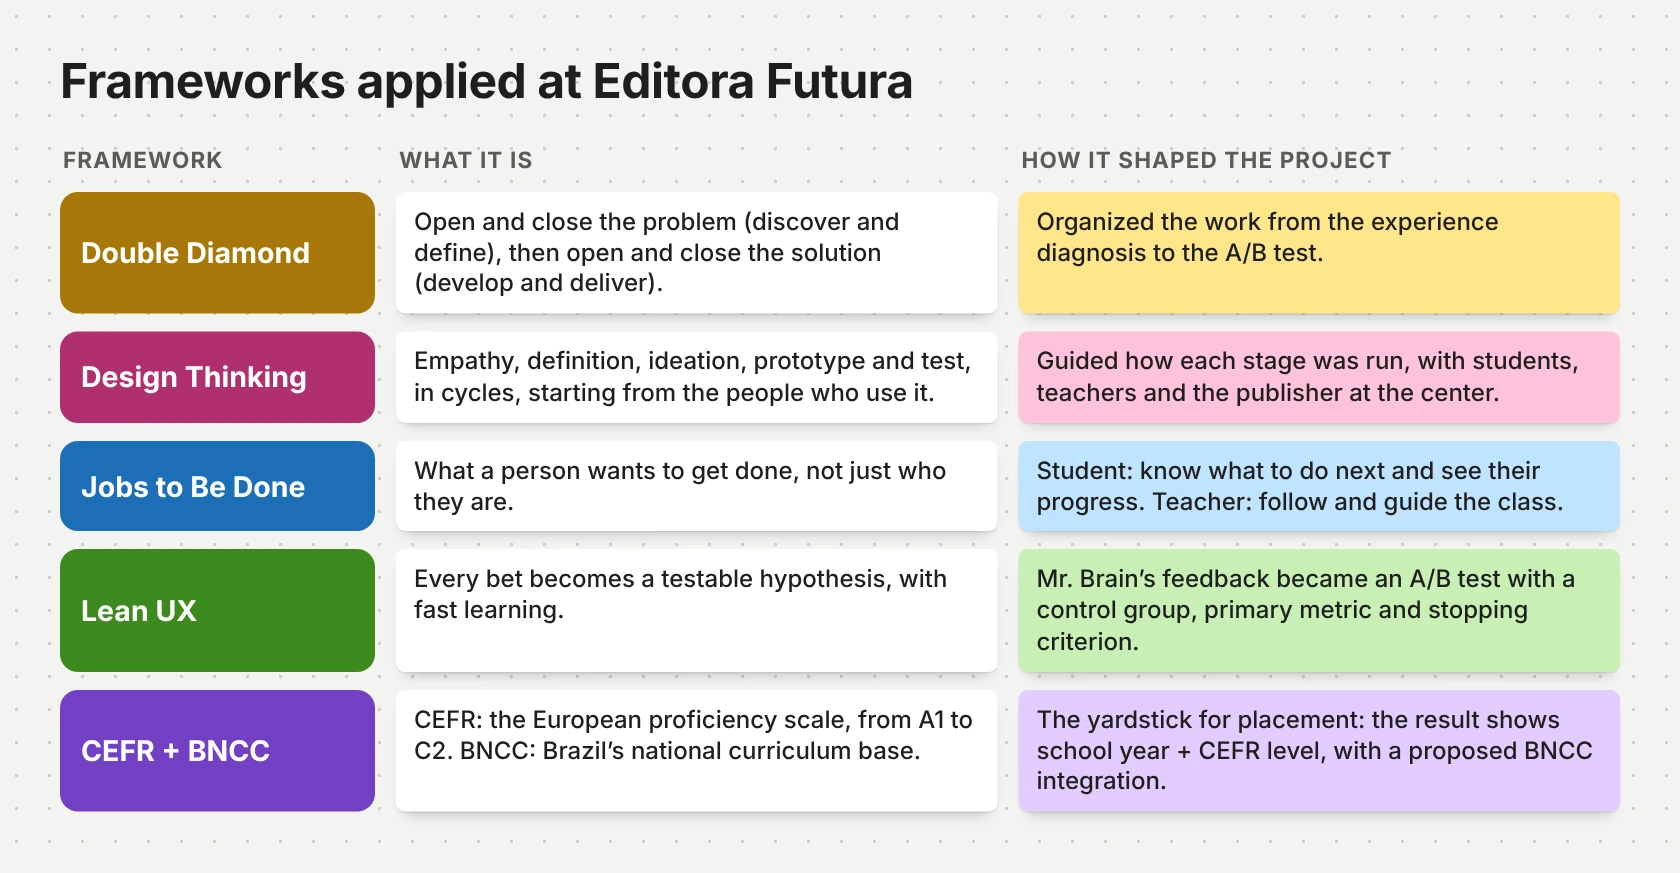 Frameworks applied at Editora Futura
FRAMEWORK
WHAT IT IS
HOW IT SHAPED THE PROJECT
Double Diamond
Open and close the problem (discover and
define), then open and close the solution
(develop and deliver).
Organized the work from the experience
diagnosis to the A/B test.
Design Thinking
Empathy, definition, ideation, prototype and test,
in cycles, starting from the people who use it.
Guided how each stage was run, with students,
teachers and the publisher at the center.
Jobs to Be Done
What a person wants to get done, not just who
they are.
Student: know what to do next and see their
progress. Teacher: follow and guide the class.
Lean UX
Every bet becomes a testable hypothesis, with
fast learning.
Mr. Brain’s feedback became an A/B test with a
control group, primary metric and stopping
criterion.
CEFR + BNCC
CEFR: the European proficiency scale, from A1 to
C2. BNCC: Brazil’s national curriculum base.
The yardstick for placement: the result shows
school year + CEFR level, with a proposed BNCC
integration.